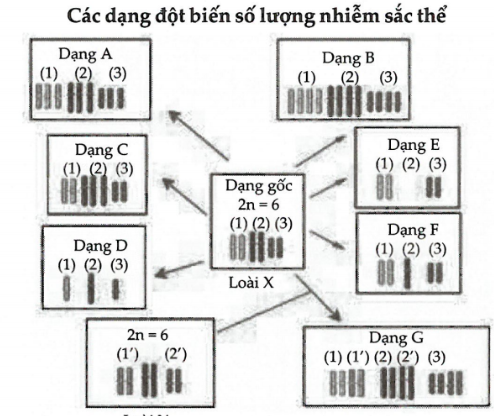 Các dạng đột biến số lượng nhiễm sắc thể
Dạng A
(1) (2) (3)
Dạng B
(1) (2) (3)
Dạng C
(1) (2) (3)
Dạng E
(1) (2) (3)
Dạng gốc
2n = 6
(1) (2) (3)
Loài X
Dạng D
(1) (2) (3)
Dạng F
(1) (2) (3)
2n = 6
(1') (2')
Dạng G
(1) (1') (2) (2') (3)